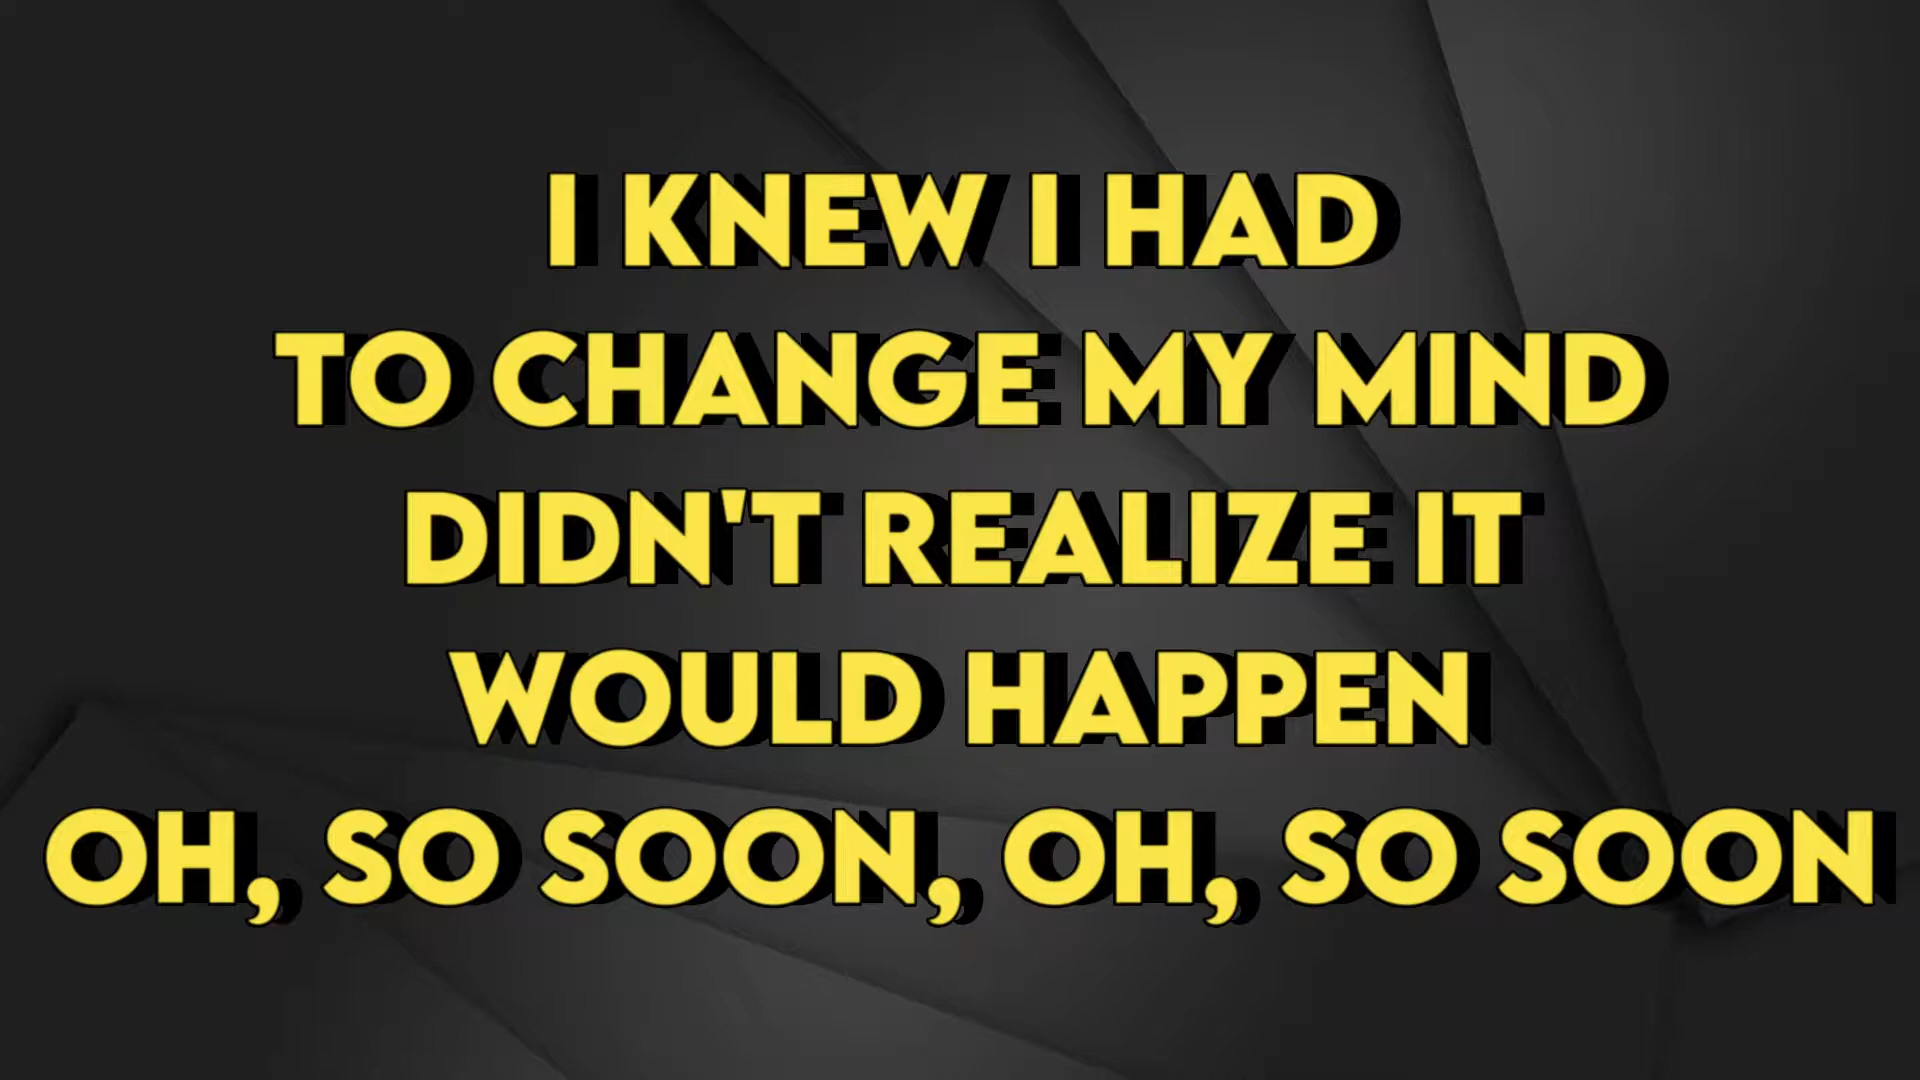 I KNEW I HAD
TO CHANGE MY MIND
DIDN'T REALIZE IT
WOULD HAPPEN
OH, SO SOON, OH, SO SOON